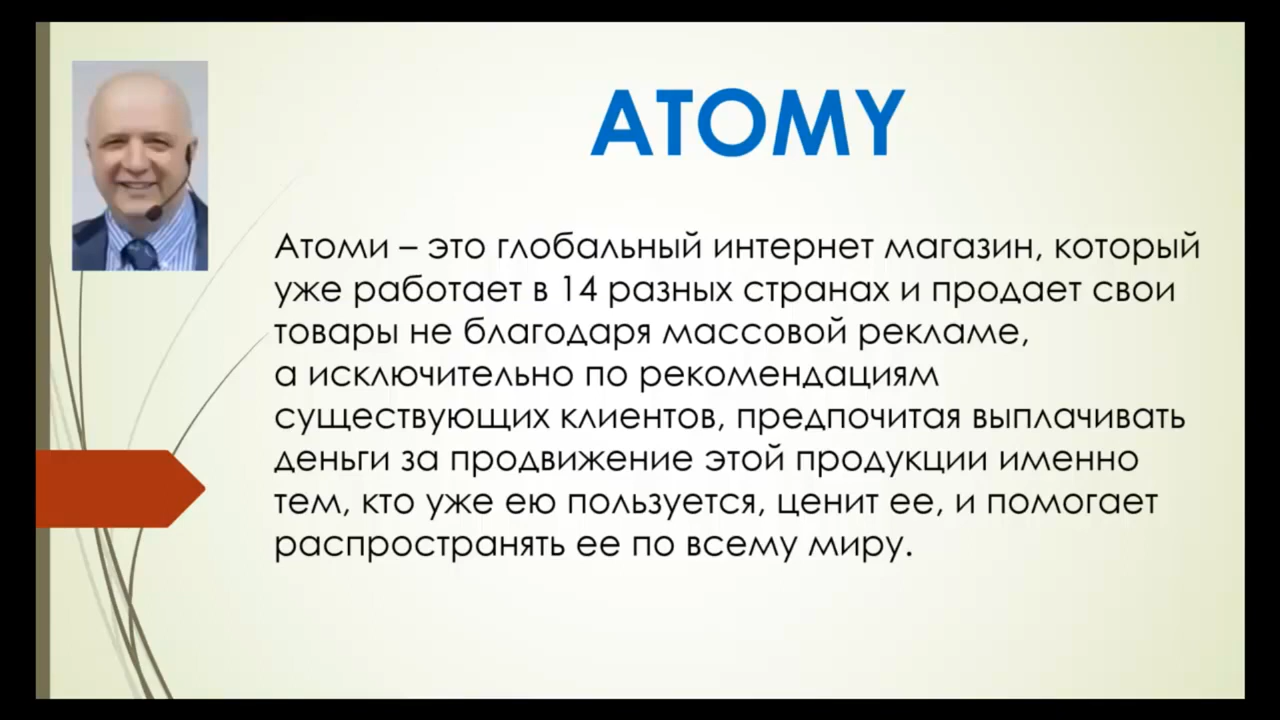 ATOMY
Атоми – это глобальный интернет магазин, который
уже работает в 14 разных странах и продает свои
товары не благодаря массовой рекламе,
а исключительно по рекомендациям
существующих клиентов, предпочитая выплачивать
деньги за продвижение этой продукции именно
тем, кто уже ею пользуется, ценит ее, и помогает
распространять ее по всему миру.